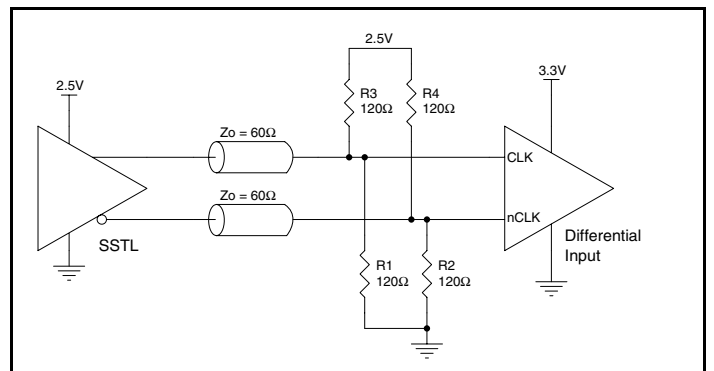 2.5V
2.5V
3.3V
R3
120Ω
R4
120Ω
Zo = 60Ω
CLK
Zo = 60Ω
nCLK
SSTL
Differential
Input
R1
120Ω
R2
120Ω